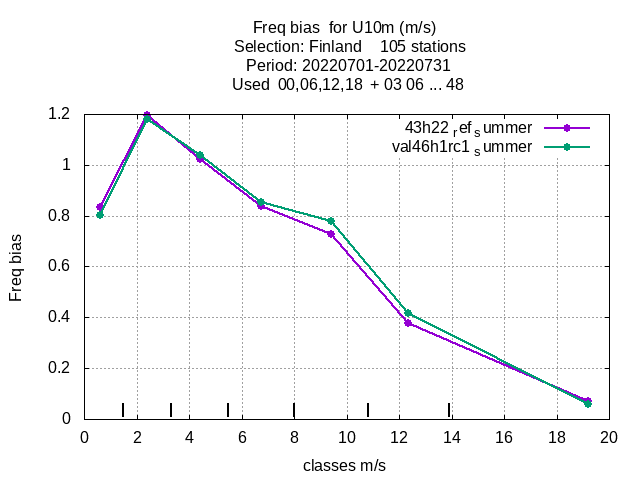 Freq bias  for U10m (m/s)
Selection: Finland    105 stations
Period: 20220701-20220731
Used  00,06,12,18  + 03 06 ... 48
43h22 refsummer
val46h1rc1 summer
1.2
1
0.8
0.6
0.4
0.2
0
Freq bias
0 2 4 6 8 10 12 14 16 18 20
classes m/s